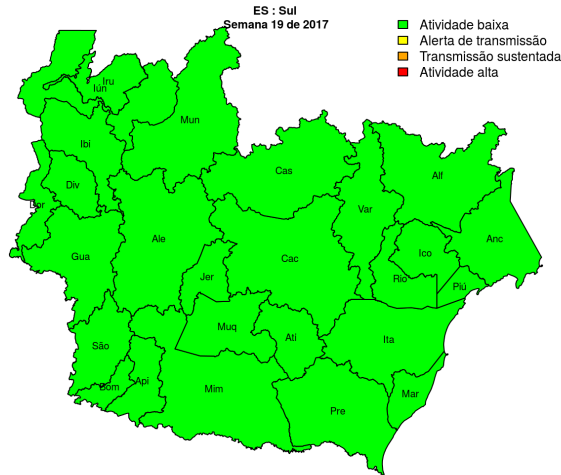 ES : Sul
Semana 19 de 2017
Atividade baixa
Alerta de transmissão
Transmissão sustentada
Atividade alta
Iru
Iún
Mun
Ibi
Cas
Alf
Div
Dor
Var
Ale
Anc
Ico
Gua
Cac
Jer
Rio
Piú
Muq
Ati
Ita
São
Api
Bom
Mim
Mar
Pre